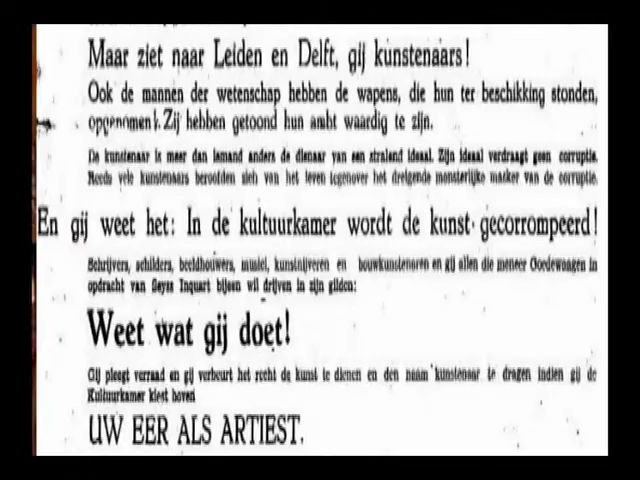 Maar ziet naar Leiden en Delft, gij kunstenaars!
Ook de mannen der wetenschap hebben de wapens, die hun ter beschikking stonden,
opgenomen!. Zij hebben getoond hun ambt waardig te zijn.
De kunstenaar is meer dan iemand anders de dienaar van een stralend ideaal. Zijn ideaal verdraagt geen corruptie.
Reeds vele kunstenaars beroofden zich van het leven tegenover het dreigende monsterlijke masker van de corruptie.
En gij weet het: In de kultuurkamer wordt de kunst gecorrompeerd!
Schrijvers, schilders, beeldhouwers, musici, kunstnijveren en bouwkunstenaren en gij allen die meneer Goedewaagen in
opdracht van Seyss Inquart bijeen wil drijven in zijn gilden:
Weet wat gij doet!
Gij pleegt verraad en gij verbeurt het recht de kunst te dienen en den naam kunstenaar te dragen indien gij de
Kultuurkamer kiest boven
UW EER ALS ARTIEST.